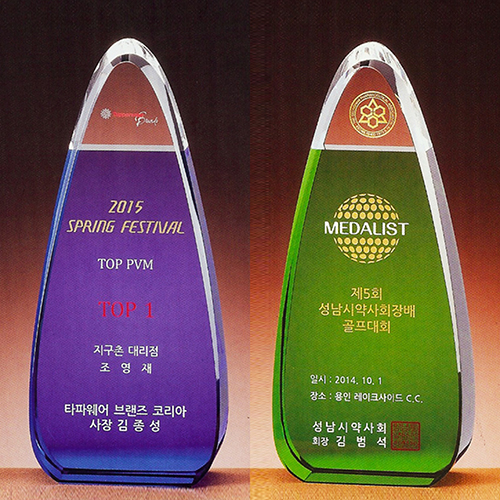 2015
SPRING FESTIVAL
TOP PVM
TOP 1
지구촌 대리점
조 영 재
타파웨어 브랜즈 코리아
사장 김 종 성
MEDALIST
제5회
성남시약사회장배
골프대회
일시 : 2014. 10. 1
장소 : 용인 레이크사이드 C.C.
성남시약사회
회장 김 범 석